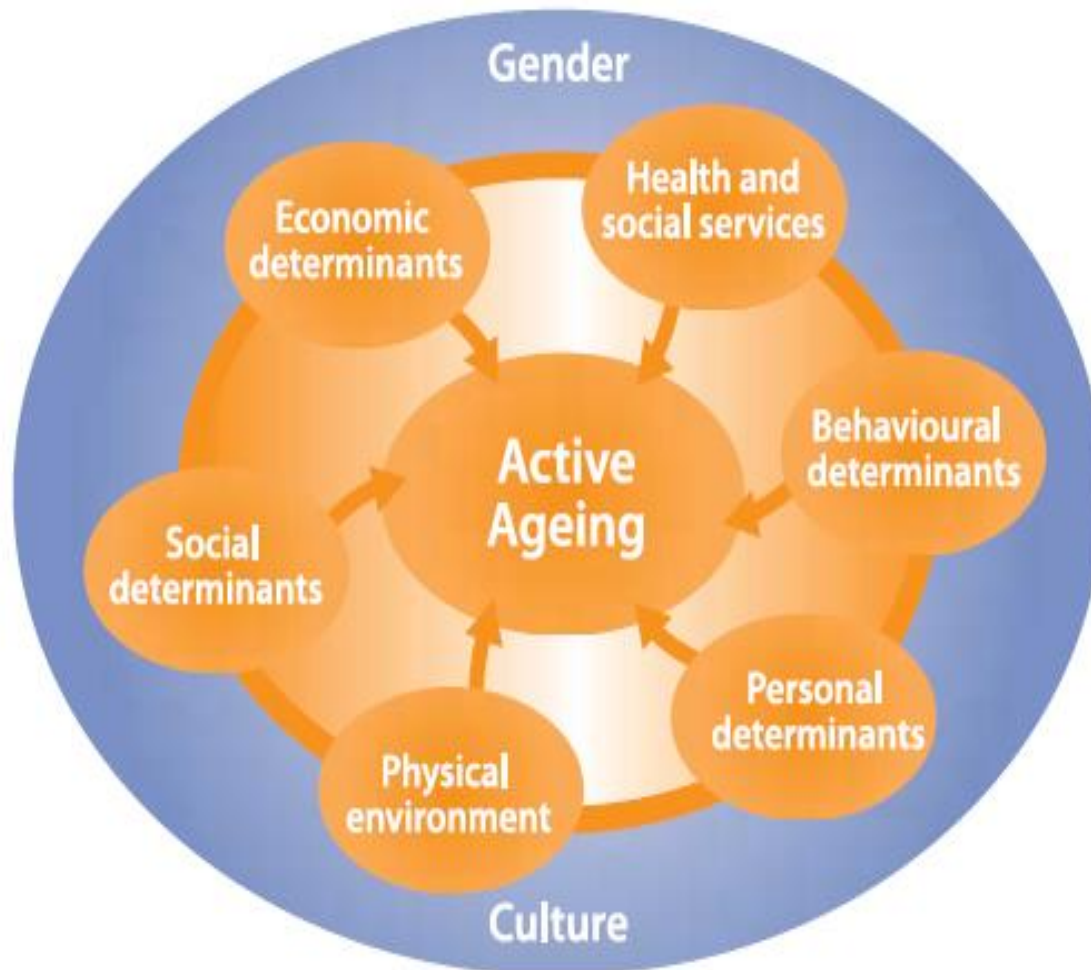 Gender
Economic
determinants
Health and
social services
Behavioural
determinants
Active
Ageing
Social
determinants
Personal
determinants
Physical
environment
Culture